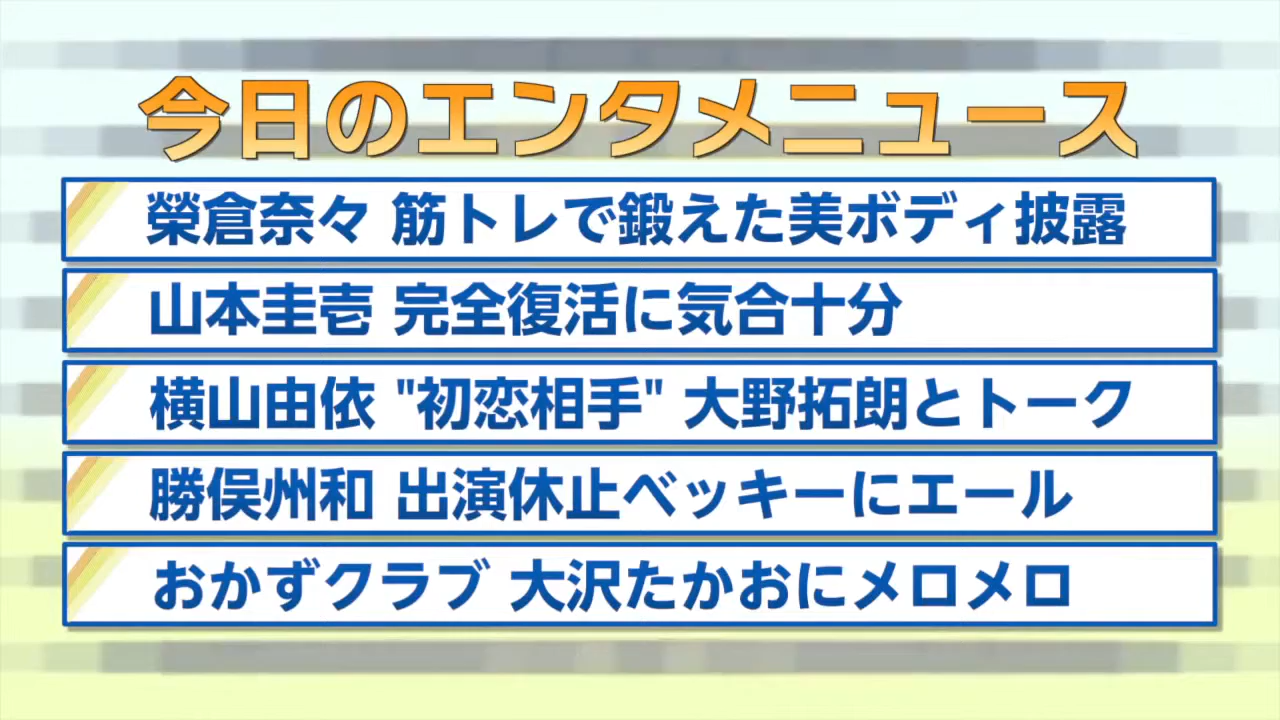 今日のエンタメニュース
榮倉奈々 筋トレで鍛えた美ボディ披露
山本圭壱 完全復活に気合十分
横山由依 "初恋相手" 大野拓朗とトーク
勝俣州和 出演休止ベッキーにエール
おかずクラブ 大沢たかおにメロメロ